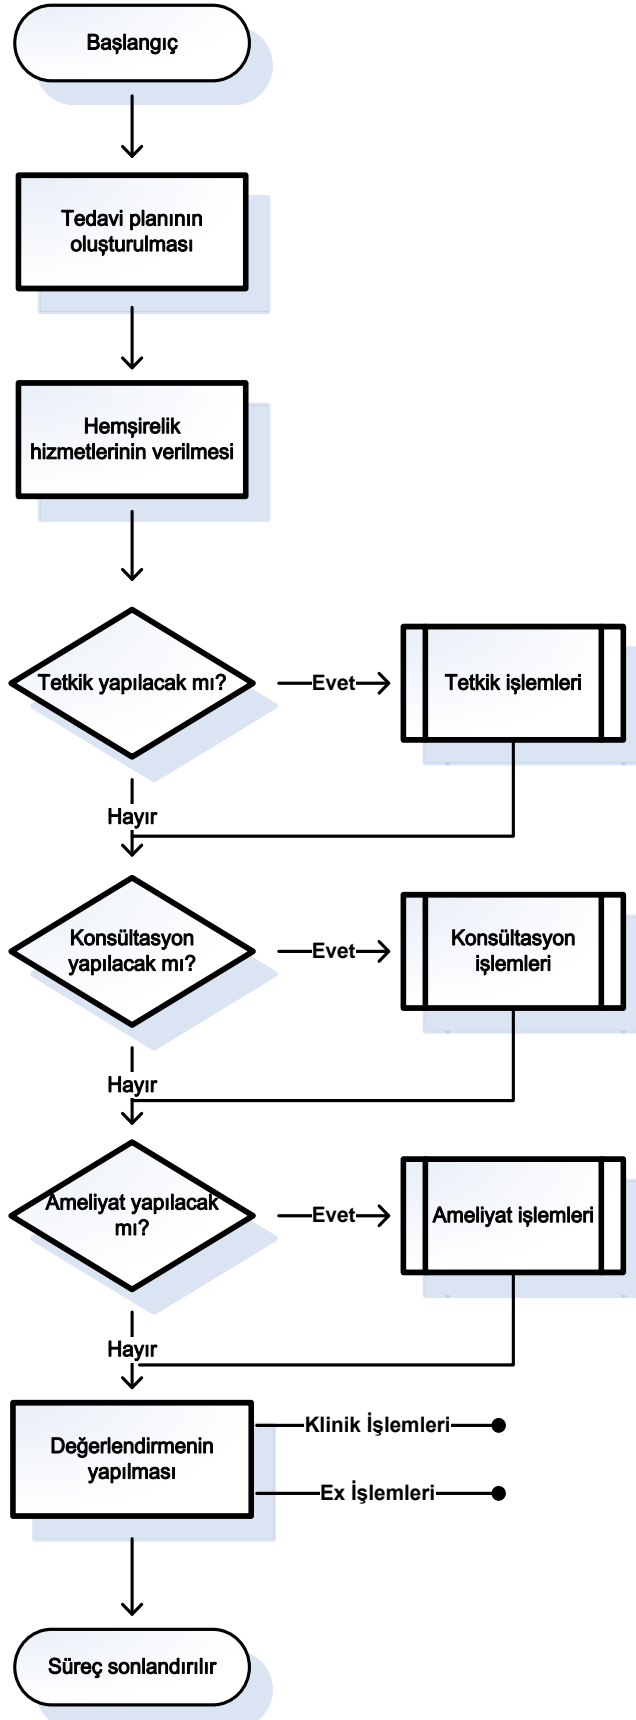 Başlangıç
Tedavi planının
oluşturulması
Hemşirelik
hizmetlerinin verilmesi
Tetkik yapılacak mı?
Evet
Tetkik işlemleri
Hayır
Konsültasyon
yapılacak mı?
Evet
Konsültasyon
işlemleri
Hayır
Ameliyat yapılacak
mı?
Evet
Ameliyat işlemleri
Hayır
Değerlendirmenin
yapılması
Klinik İşlemleri
Ex İşlemleri
Süreç sonlandırılır